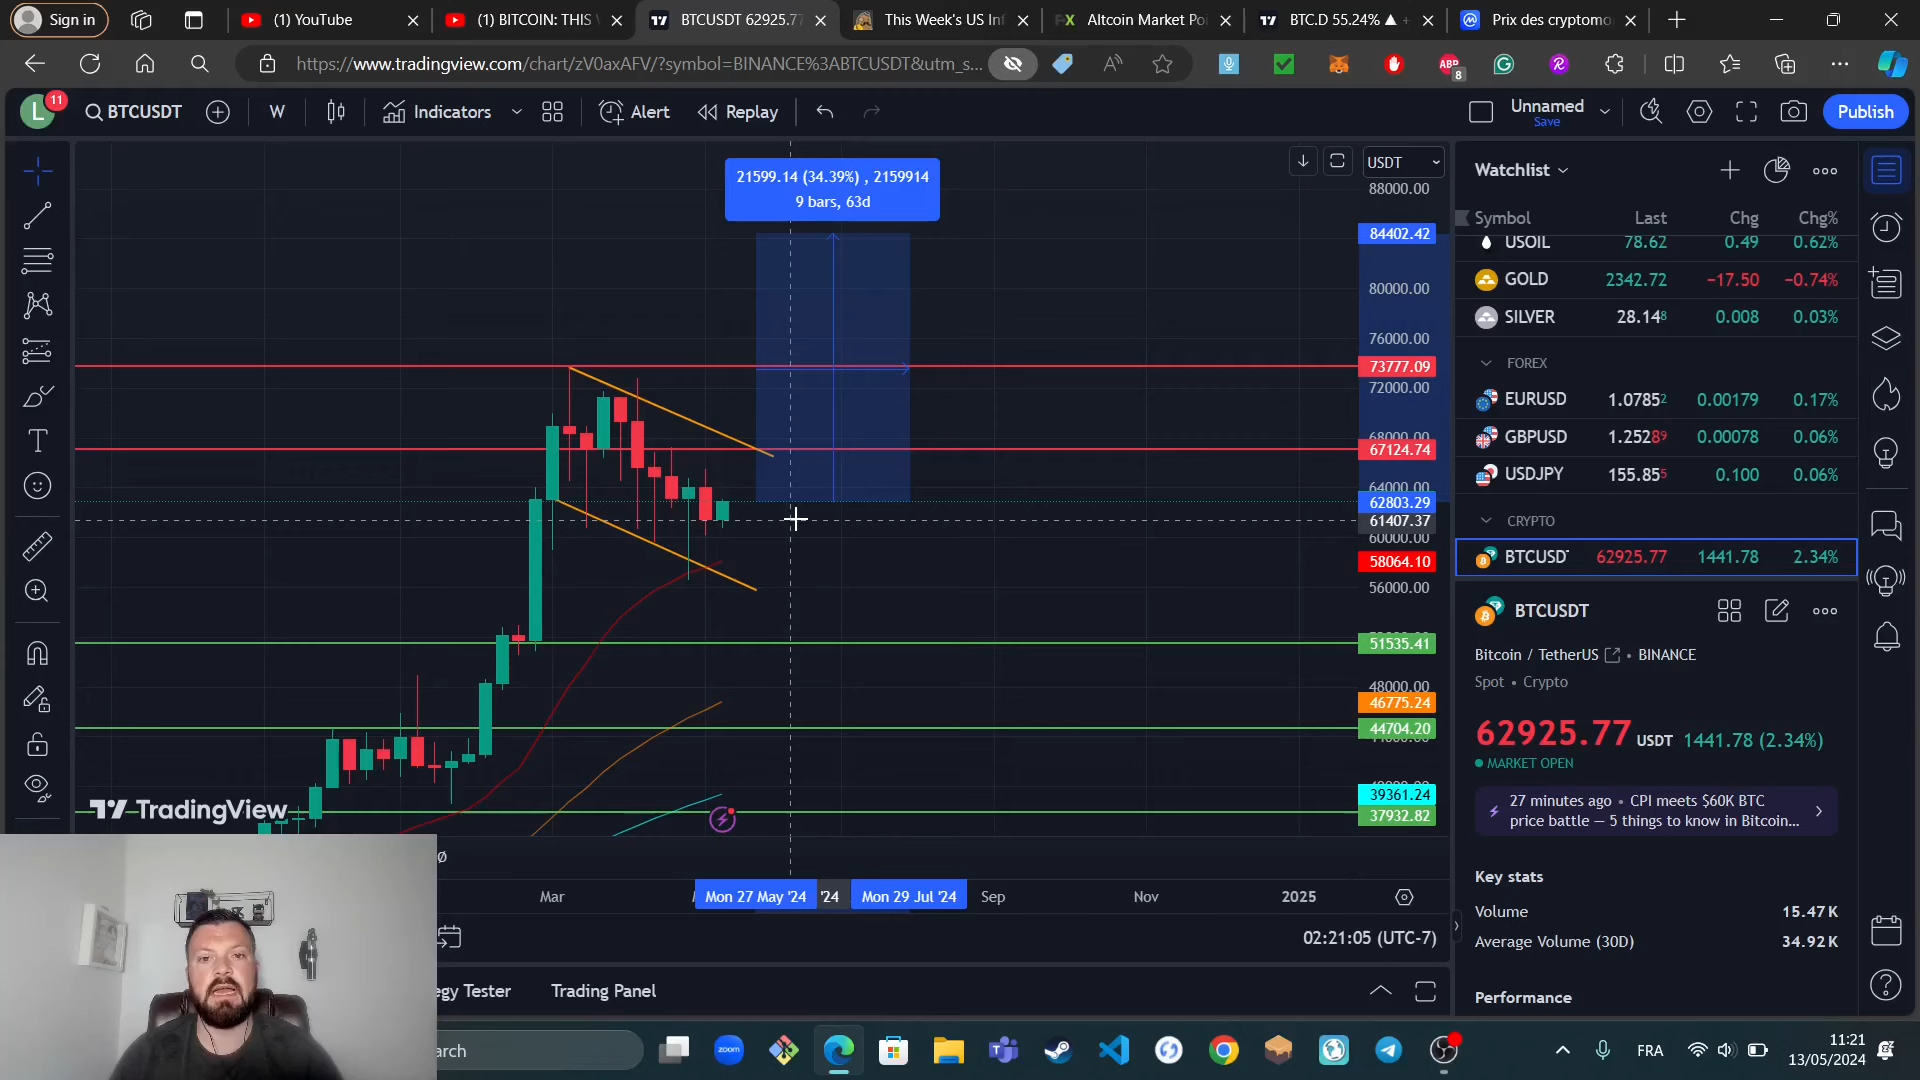 Sign in
(1) YouTube
(1) BITCOIN: THIS
BTCUSDT 62925.77
This Week's US Inf
Altcoin Market Poi
BTC.D 55.24% ▲ +
Prix des cryptomo
https://www.tradingview.com/chart/zV0axAFV/?symbol=BINANCE%3ABTCUSDT&utm_s...
ABP
8
L
11
BTCUSDT
W
Indicators
Alert
Replay
Unnamed
Save
Publish
21599.14 (34.39%) , 2159914
9 bars, 63d
USDT
88000.00
84402.42
80000.00
76000.00
73777.09
72000.00
68000.00
67124.74
64000.00
62803.29
61407.37
60000.00
58064.10
56000.00
51535.41
48000.00
46775.24
44704.20
39361.24
37932.82
TradingView
Mar
Mon 27 May '24
'24
Mon 29 Jul '24
Sep
Nov
2025
02:21:05 (UTC-7)
egy Tester
Trading Panel
Watchlist
Symbol Last Chg Chg%
USOIL 78.62 0.49 0.62%
GOLD 2342.72 −17.50 −0.74%
SILVER 28.148 0.008 0.03%
FOREX
EURUSD 1.07852 0.00179 0.17%
GBPUSD 1.25289 0.00078 0.06%
USDJPY 155.855 0.100 0.06%
CRYPTO
BTCUSDT 62925.77 1441.78 2.34%
BTCUSDT
Bitcoin / TetherUS • BINANCE
Spot • Crypto
62925.77 USDT 1441.78 (2.34%)
MARKET OPEN
27 minutes ago • CPI meets $60K BTC
price battle — 5 things to know in Bitcoin...
Key stats
Volume 15.47K
Average Volume (30D) 34.92K
Performance
arch
zoom
FRA
11:21
13/05/2024